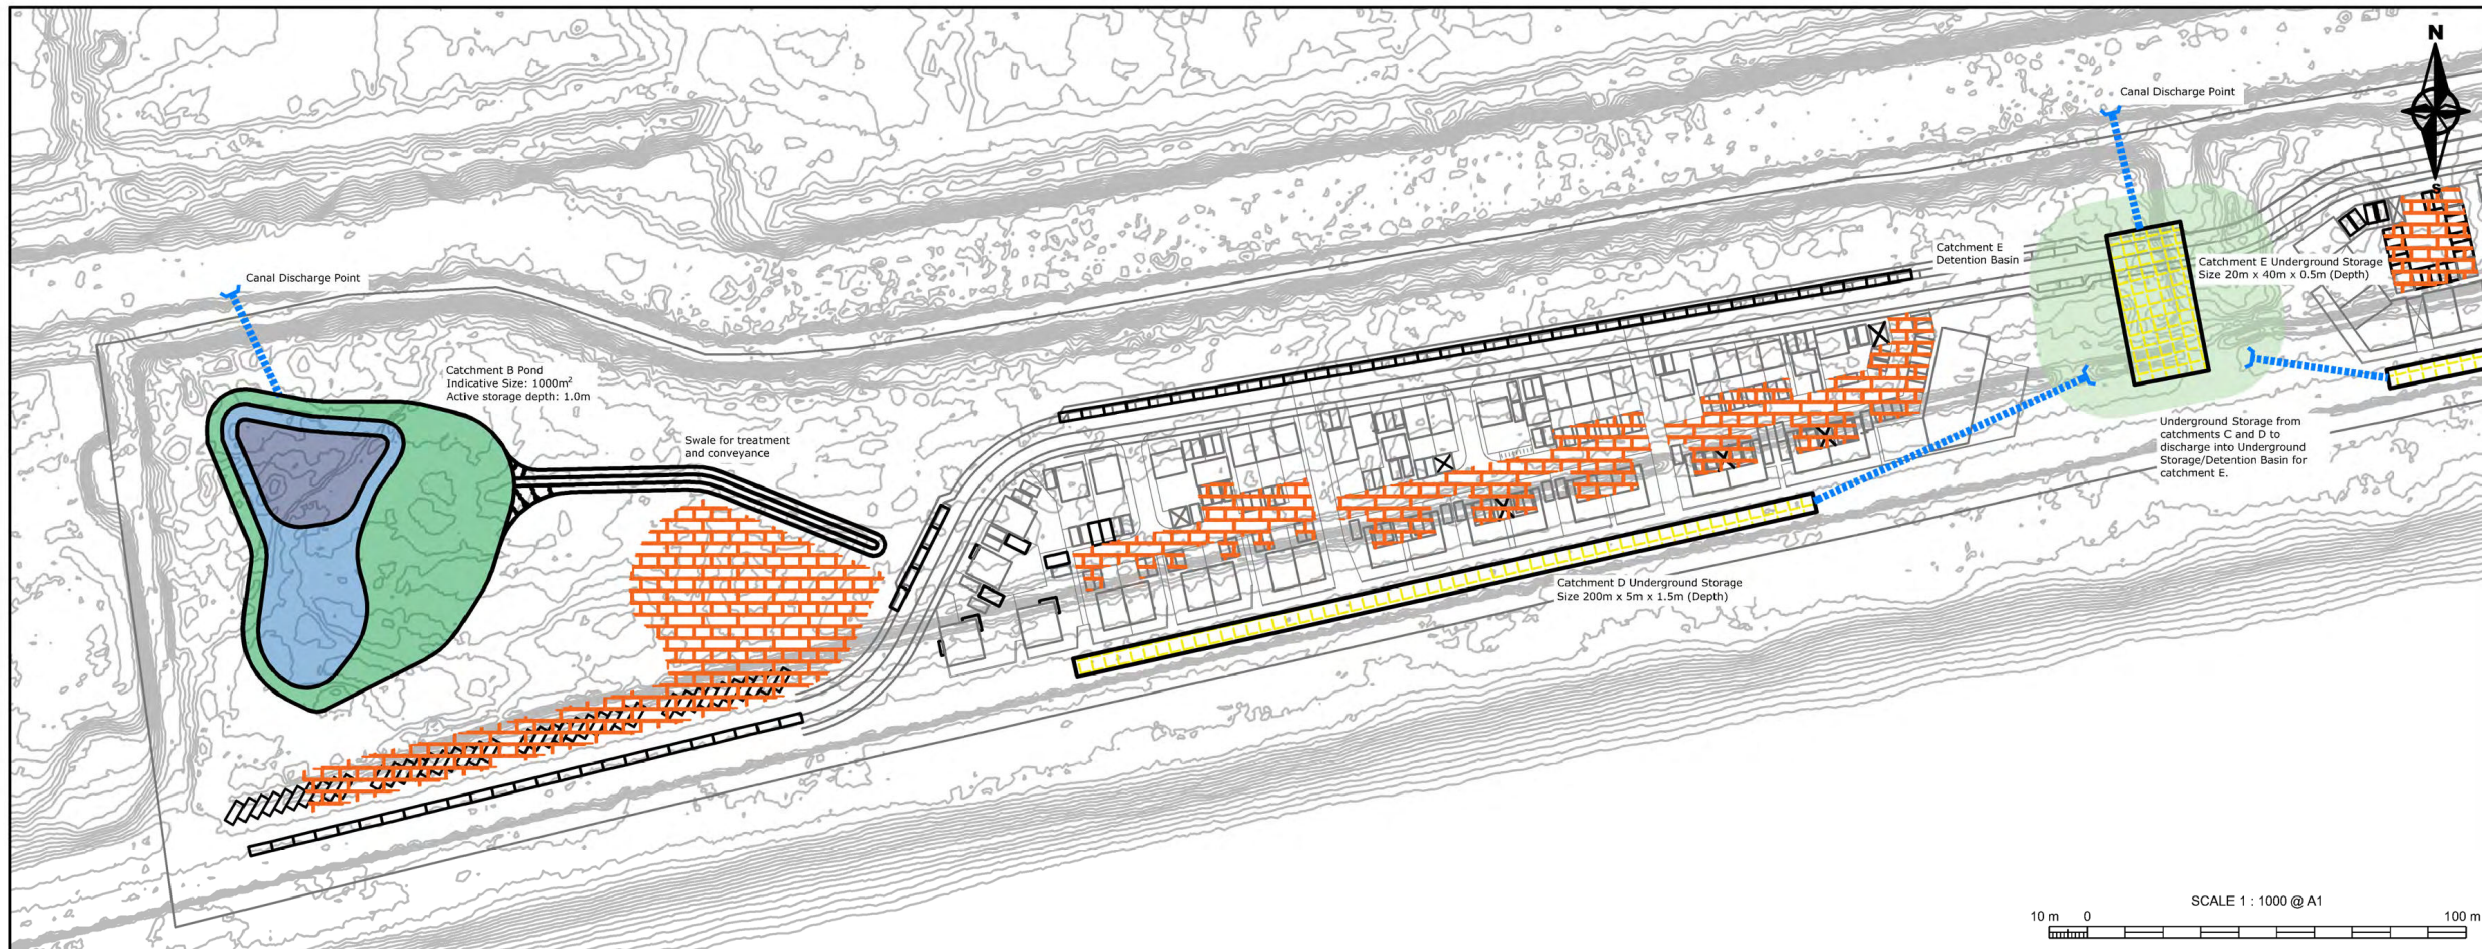 N
S
Canal Discharge Point
Catchment E
Detention Basin
Catchment E Underground Storage
Size 20m x 40m x 0.5m (Depth)
Canal Discharge Point
Catchment B Pond
Indicative Size: 1000m²
Active storage depth: 1.0m
Swale for treatment
and conveyance
Underground Storage from
catchments C and D to
discharge into Underground
Storage/Detention Basin for
catchment E.
Catchment D Underground Storage
Size 200m x 5m x 1.5m (Depth)
SCALE 1 : 1000 @ A1
10 m 0 100 m